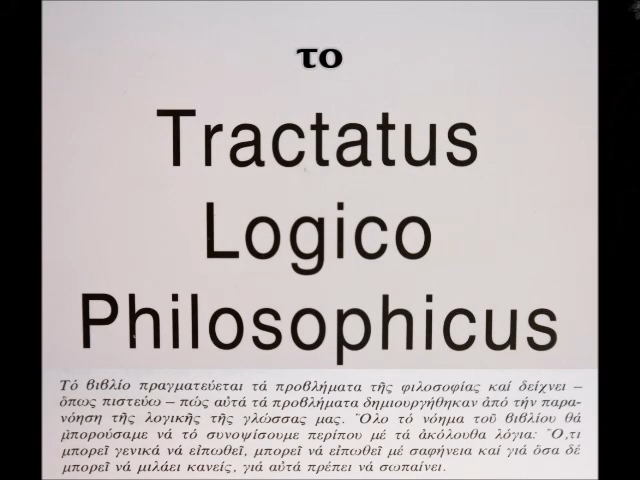 το
Tractatus
Logico
Philosophicus
Τό βιβλίο πραγματεύεται τά προβλήματα τῆς φιλοσοφίας καί δείχνει –
ὅπως πιστεύω – πώς αὐτά τά προβλήματα δημιουργήθηκαν ἀπό τήν παρα-
νόηση τῆς λογικῆς τῆς γλώσσας μας. Ὅλο τό νόημα τοῦ βιβλίου θά
μπορούσαμε νά τό συνοψίσουμε περίπου μέ τά ἀκόλουθα λόγια: Ὅ,τι
μπορεῖ γενικά νά εἰπωθεῖ, μπορεῖ νά εἰπωθεῖ μέ σαφήνεια καί γιά ὅσα δέ
μπορεῖ νά μιλάει κανείς, γιά αὐτά πρέπει νά σωπαίνει.